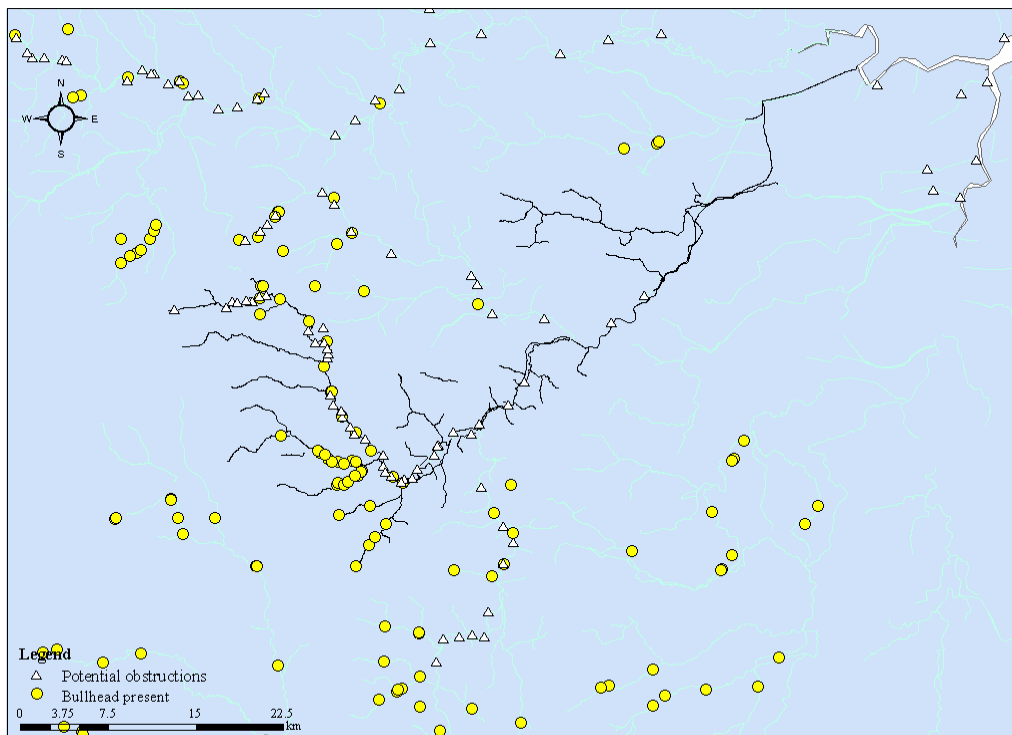 N
W E
S
Legend
Potential obstructions
Bullhead present
0 3.75 7.5 15 22.5
km